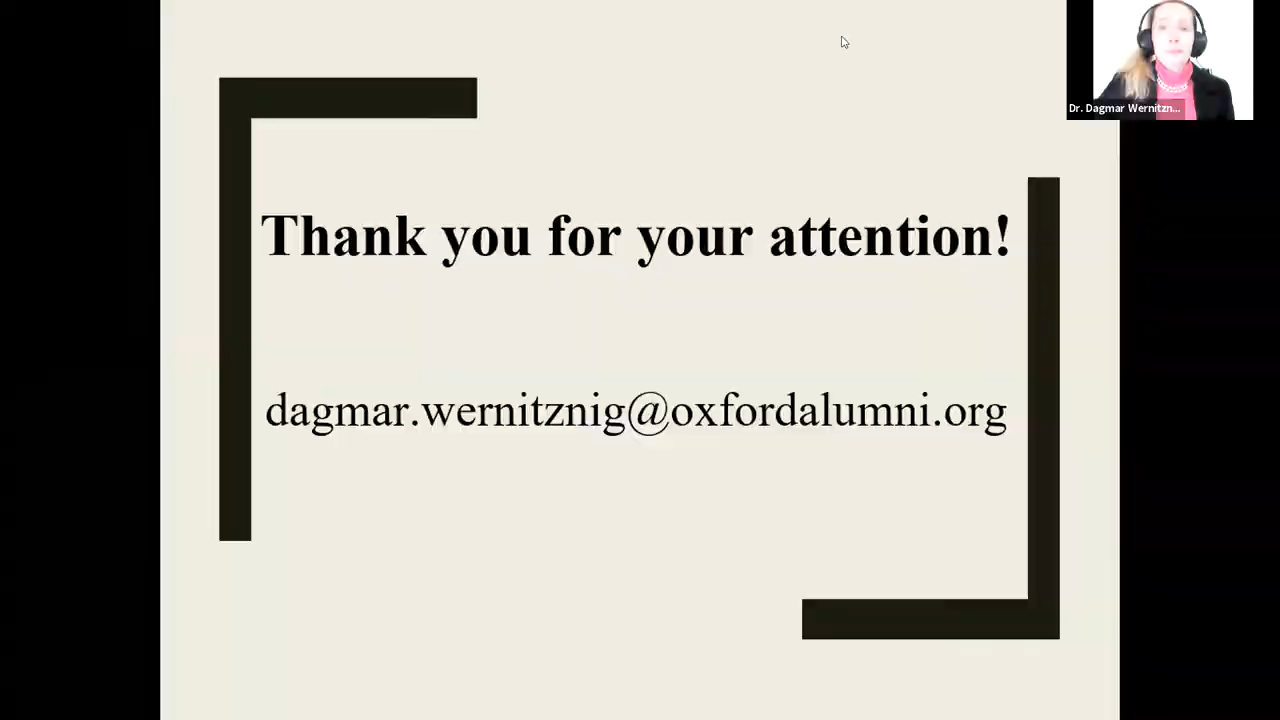 Thank you for your attention!
dagmar.wernitznig@oxfordalumni.org
Dr. Dagmar Wernitzn...